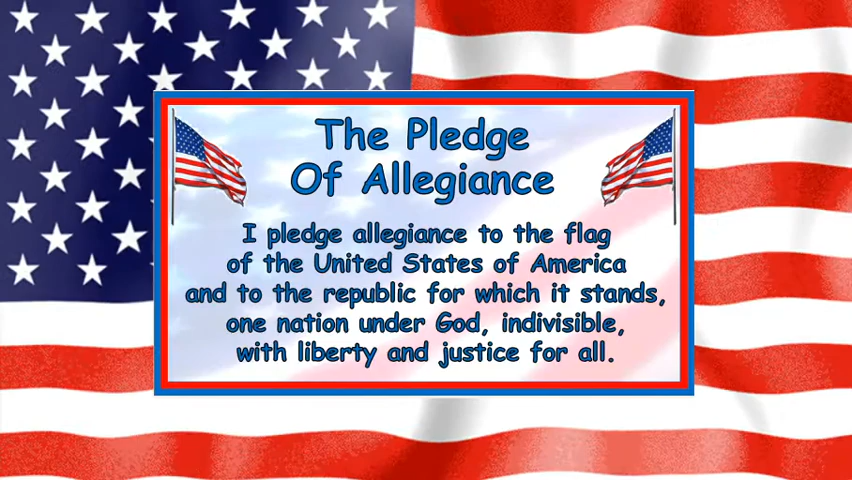 The Pledge
Of Allegiance
I pledge allegiance to the flag
of the United States of America
and to the republic for which it stands,
one nation under God, indivisible,
with liberty and justice for all.